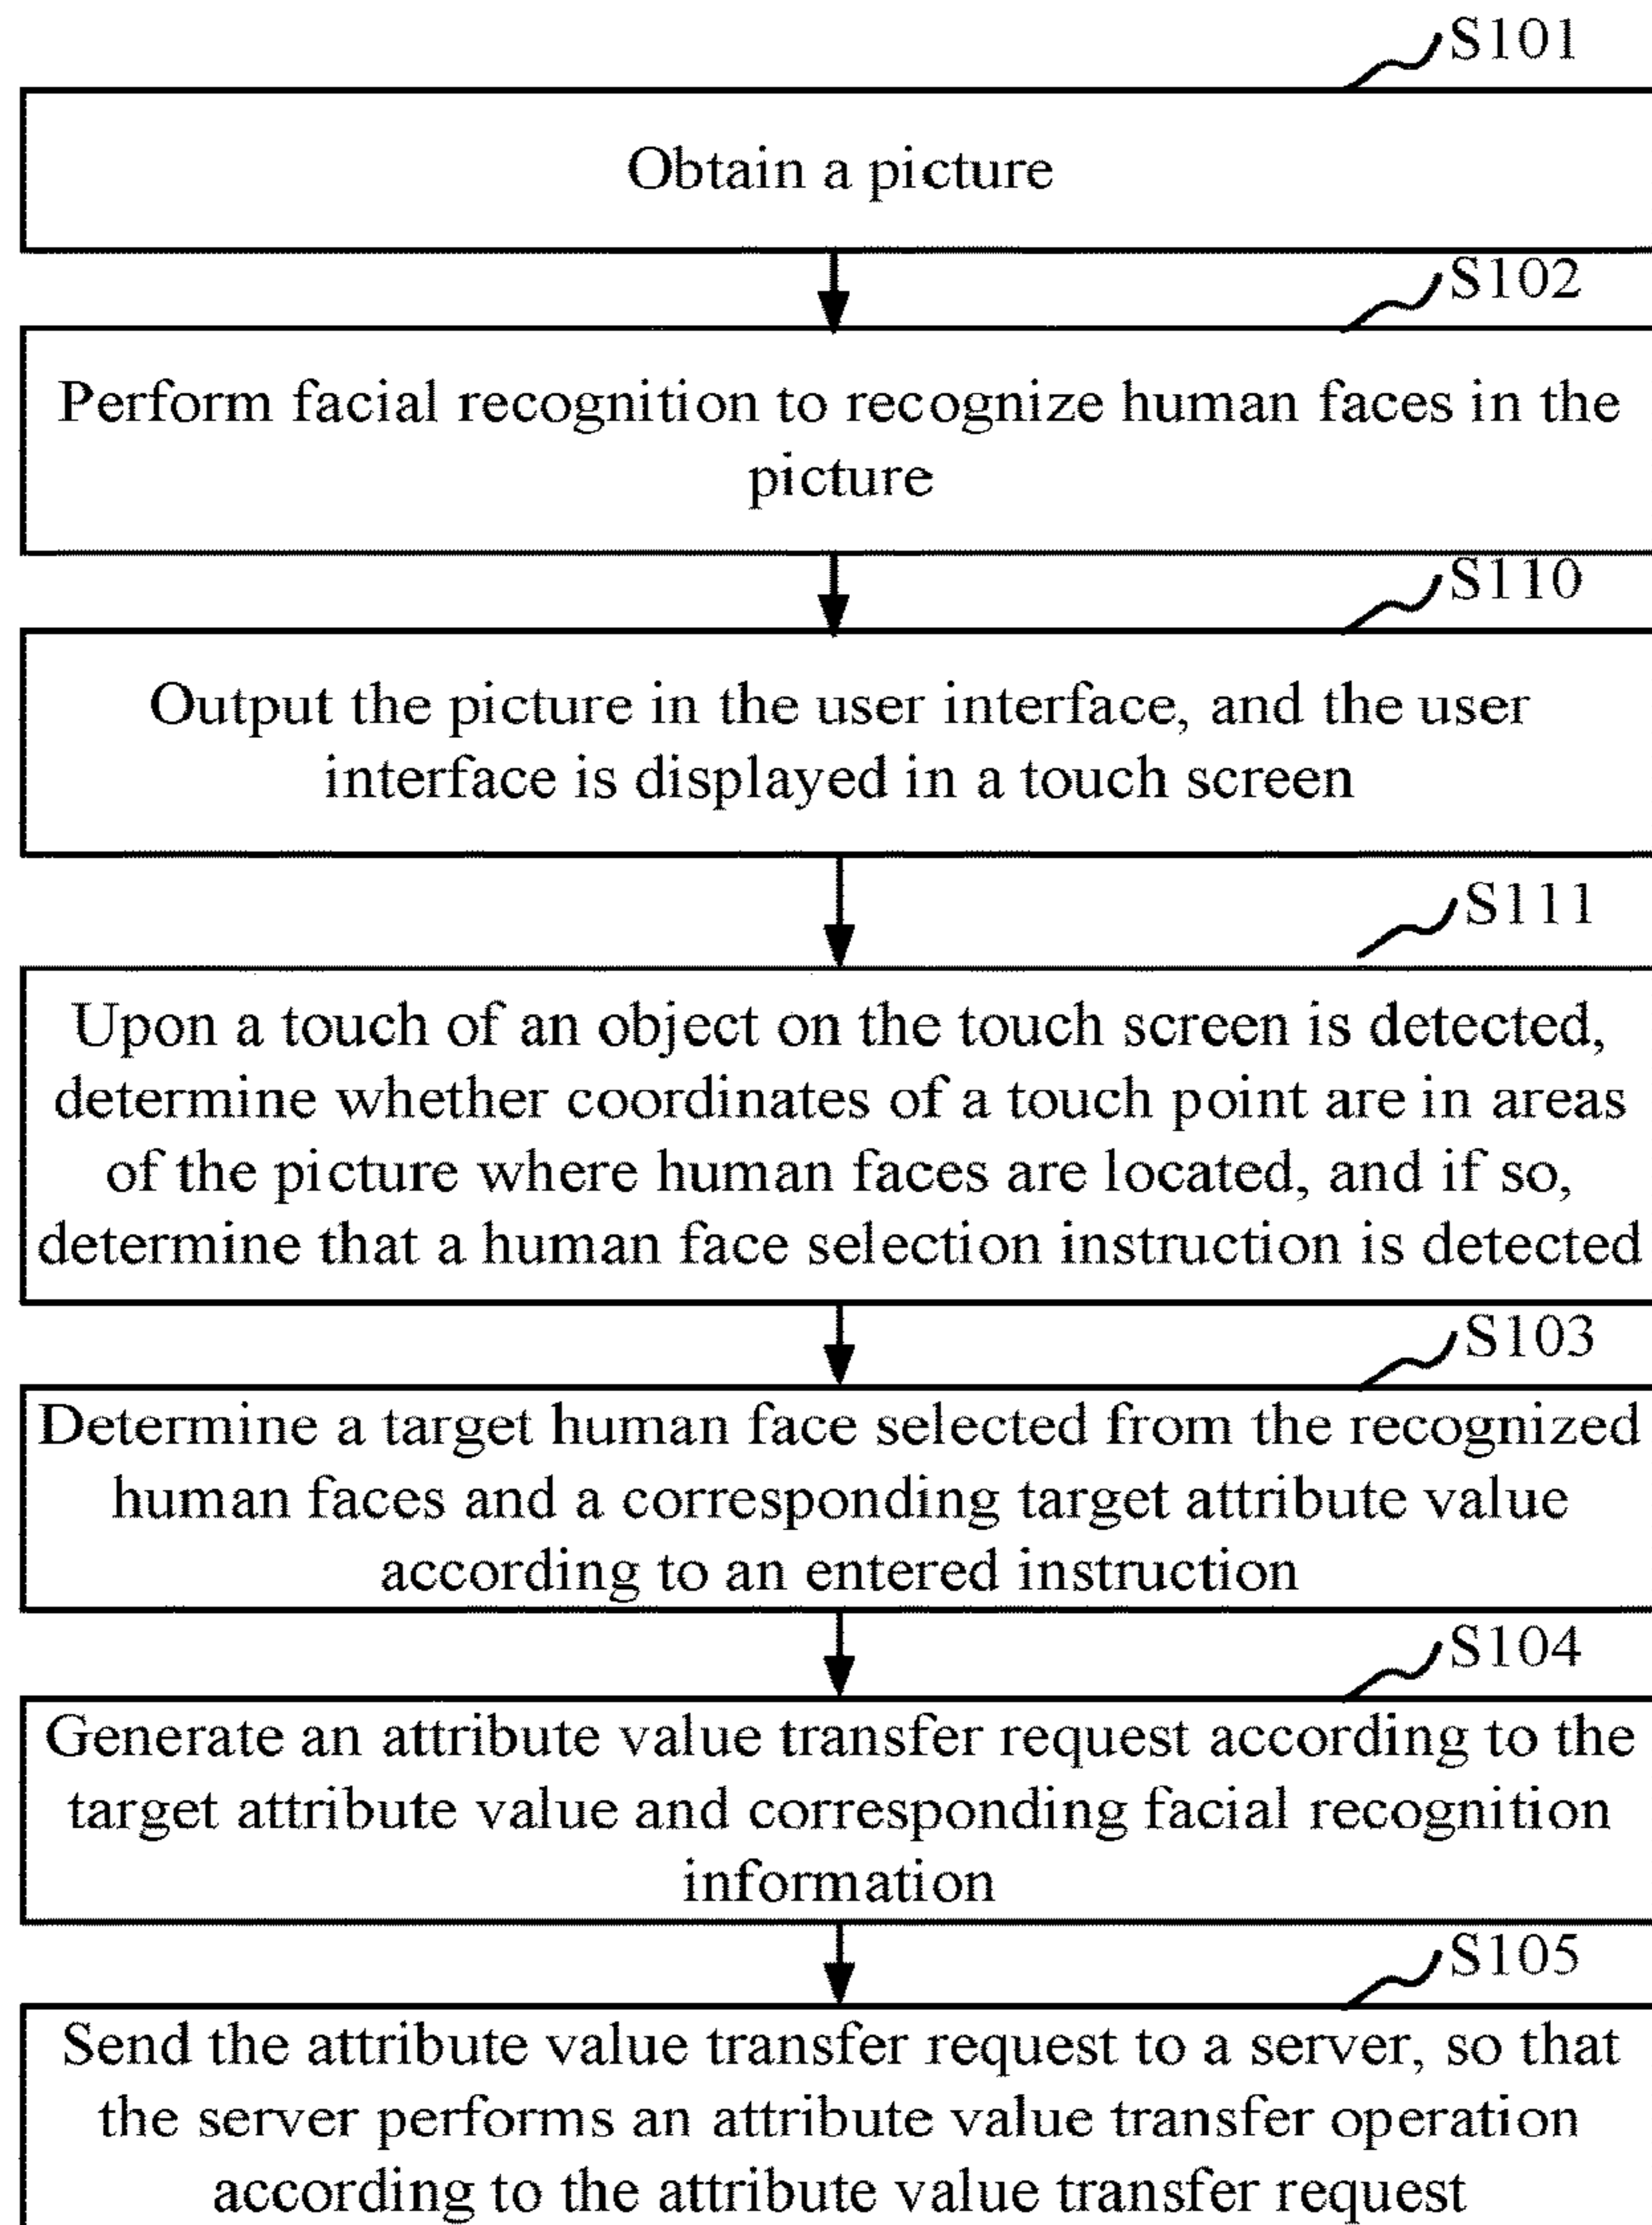 S101
Obtain a picture
S102
Perform facial recognition to recognize human faces in the
picture
S110
Output the picture in the user interface, and the user
interface is displayed in a touch screen
S111
Upon a touch of an object on the touch screen is detected,
determine whether coordinates of a touch point are in areas
of the picture where human faces are located, and if so,
determine that a human face selection instruction is detected
S103
Determine a target human face selected from the recognized
human faces and a corresponding target attribute value
according to an entered instruction
S104
Generate an attribute value transfer request according to the
target attribute value and corresponding facial recognition
information
S105
Send the attribute value transfer request to a server, so that
the server performs an attribute value transfer operation
according to the attribute value transfer request